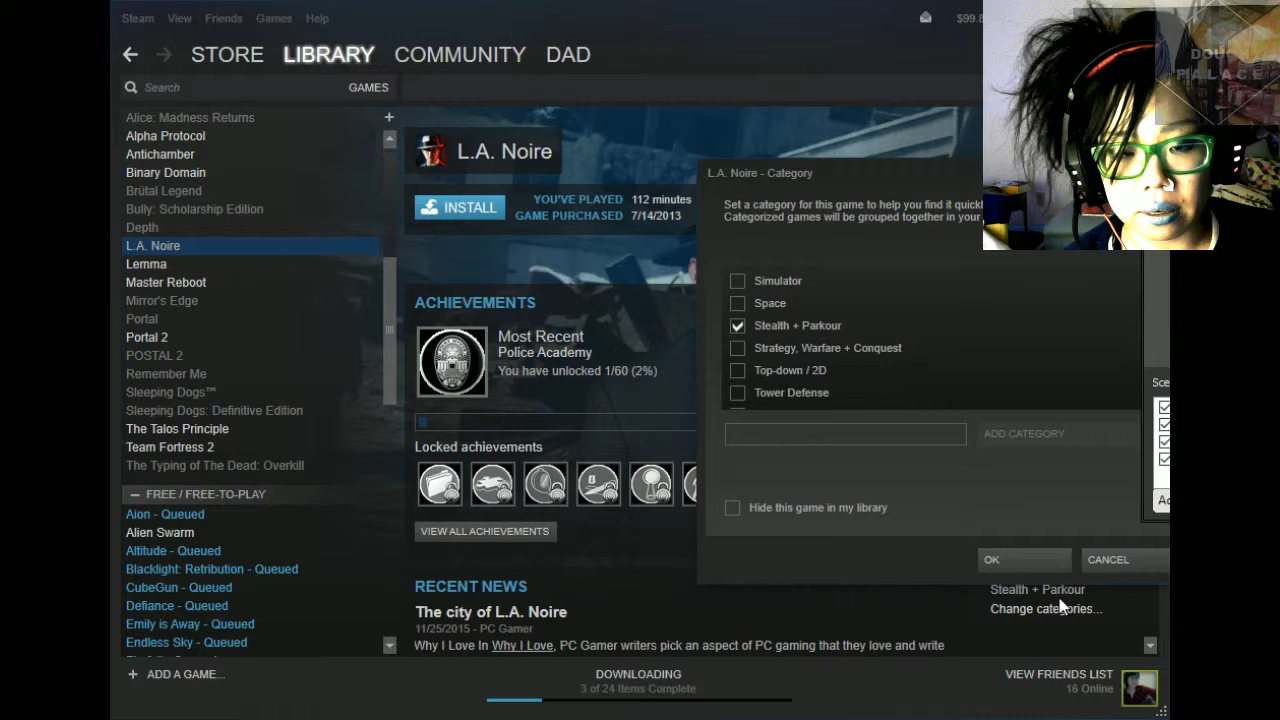 Steam View Friends Games Help
$99.8
STORE LIBRARY COMMUNITY DAD
Search GAMES
Alice: Madness Returns
Alpha Protocol
Antichamber
Binary Domain
Brütal Legend
Bully: Scholarship Edition
Depth
L.A. Noire
Lemma
Master Reboot
Mirror's Edge
Portal
Portal 2
POSTAL 2
Remember Me
Sleeping Dogs™
Sleeping Dogs: Definitive Edition
The Talos Principle
Team Fortress 2
The Typing of The Dead: Overkill
FREE / FREE-TO-PLAY
Aion - Queued
Alien Swarm
Altitude - Queued
Blacklight: Retribution - Queued
CubeGun - Queued
Defiance - Queued
Emily is Away - Queued
Endless Sky - Queued
+ ADD A GAME...
L.A. Noire
INSTALL
YOU'VE PLAYED 112 minutes
GAME PURCHASED 7/14/2013
ACHIEVEMENTS
Most Recent
Police Academy
You have unlocked 1/60 (2%)
Locked achievements
VIEW ALL ACHIEVEMENTS
RECENT NEWS
The city of L.A. Noire
11/25/2015 - PC Gamer
Why I Love In Why I Love, PC Gamer writers pick an aspect of PC gaming that they love and write
L.A. Noire - Category
Set a category for this game to help you find it quickl
Categorized games will be grouped together in your
Simulator
Space
Stealth + Parkour
Strategy, Warfare + Conquest
Top-down / 2D
Tower Defense
ADD CATEGORY
Hide this game in my library
OK CANCEL
Stealth + Parkour
Change categories...
Sce
Ad
DOWNLOADING
3 of 24 Items Complete
VIEW FRIENDS LIST
16 Online
PALACE